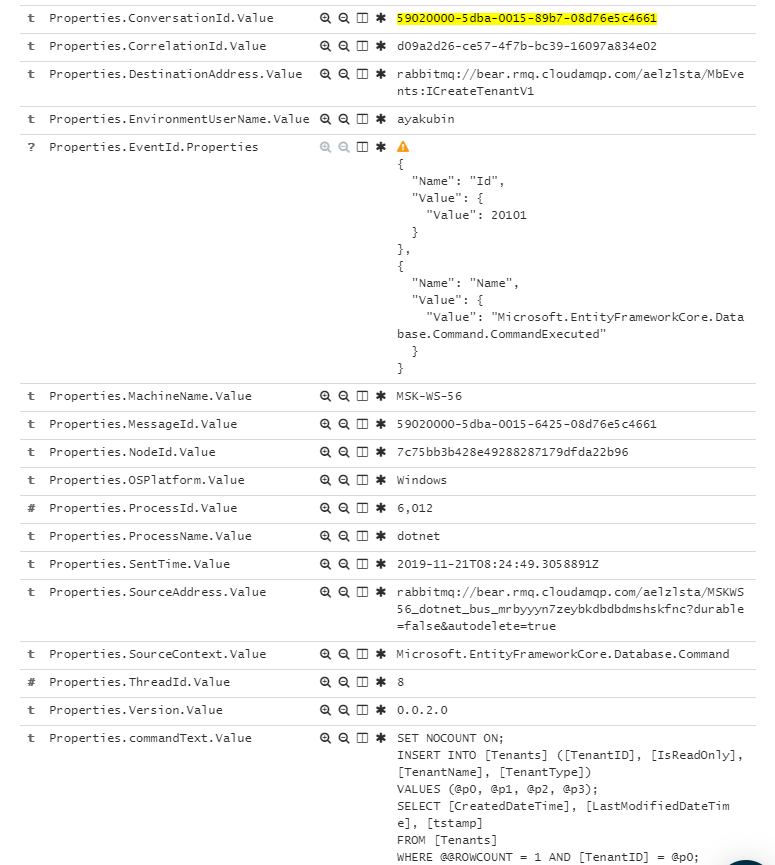 t Properties.ConversationId.Value 59020000-5dba-0015-89b7-08d76e5c4661
t Properties.CorrelationId.Value d09a2d26-ce57-4f7b-bc39-16097a834e02
t Properties.DestinationAddress.Value rabbitmq://bear.rmq.cloudamqp.com/aelzlsta/MbEve
nts:ICreateTenantV1
t Properties.EnvironmentUserName.Value ayakubin
? Properties.EventId.Properties
{
"Name": "Id",
"Value": {
"Value": 20101
}
},
{
"Name": "Name",
"Value": {
"Value": "Microsoft.EntityFrameworkCore.Data
base.Command.CommandExecuted"
}
}
t Properties.MachineName.Value MSK-WS-56
t Properties.MessageId.Value 59020000-5dba-0015-6425-08d76e5c4661
t Properties.NodeId.Value 7c75bb3b428e49288287179dfda22b96
t Properties.OSPlatform.Value Windows
# Properties.ProcessId.Value 6,012
t Properties.ProcessName.Value dotnet
t Properties.SentTime.Value 2019-11-21T08:24:49.3058891Z
t Properties.SourceAddress.Value rabbitmq://bear.rmq.cloudamqp.com/aelzlsta/MSKWS
56_dotnet_bus_mrbyyyn7zeybkdbdbdmshskfnc?durable
=false&autodelete=true
t Properties.SourceContext.Value Microsoft.EntityFrameworkCore.Database.Command
# Properties.ThreadId.Value 8
t Properties.Version.Value 0.0.2.0
t Properties.commandText.Value SET NOCOUNT ON;
INSERT INTO [Tenants] ([TenantID], [IsReadOnly],
[TenantName], [TenantType])
VALUES (@p0, @p1, @p2, @p3);
SELECT [CreatedDateTime], [LastModifiedDateTim
e], [tstamp]
FROM [Tenants]
WHERE @@ROWCOUNT = 1 AND [TenantID] = @p0;